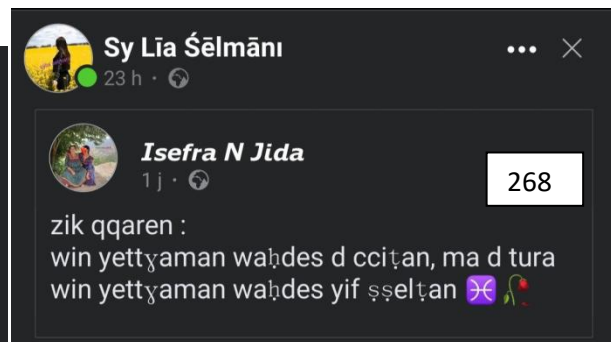 Sy Līa Śēlmānı
23 h ·
Isefra N Jida
1 j ·
268
zik qqaren :
win yettɣaman waḥdes d cciṭan, ma d tura
win yettɣaman waḥdes yif ṣṣelṭan ♓🥀